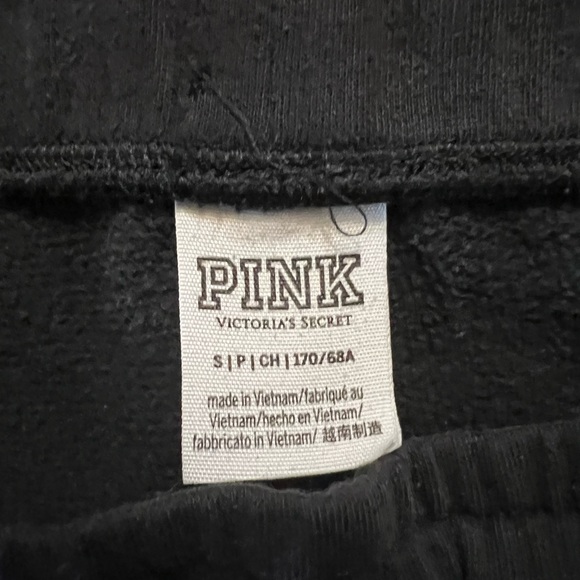 PINK
VICTORIA'S SECRET
S|P|CH|170/68A
made in Vietnam/fabriqué au
Vietnam/hecho en Vietnam/
fabbricato in Vietnam/ 越南制造